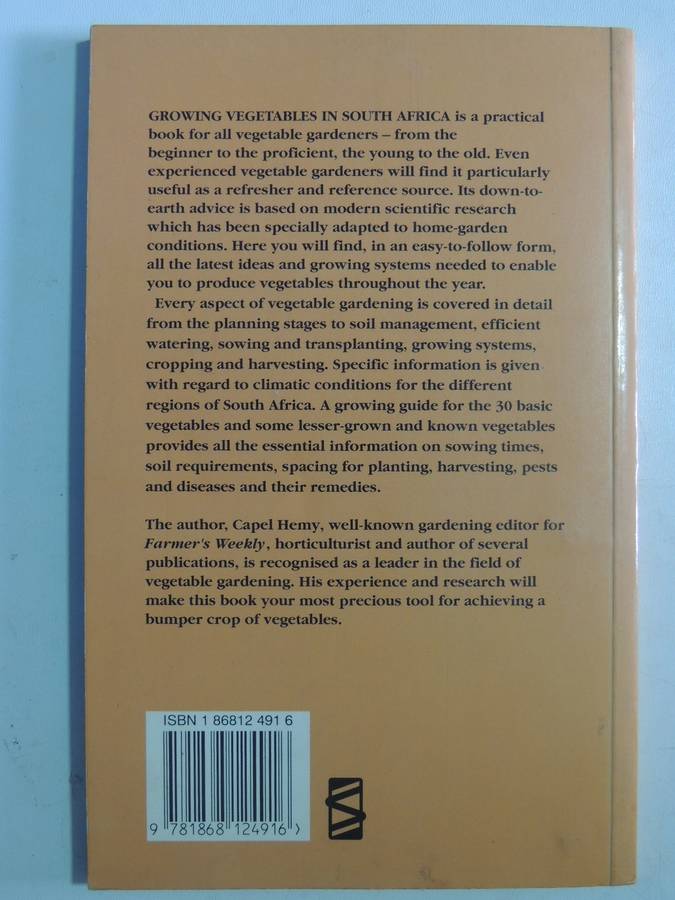 GROWING VEGETABLES IN SOUTH AFRICA is a practical
book for all vegetable gardeners – from the
beginner to the proficient, the young to the old. Even
experienced vegetable gardeners will find it particularly
useful as a refresher and reference source. Its down-to-
earth advice is based on modern scientific research
which has been specially adapted to home-garden
conditions. Here you will find, in an easy-to-follow form,
all the latest ideas and growing systems needed to enable
you to produce vegetables throughout the year.
Every aspect of vegetable gardening is covered in detail
from the planning stages to soil management, efficient
watering, sowing and transplanting, growing systems,
cropping and harvesting. Specific information is given
with regard to climatic conditions for the different
regions of South Africa. A growing guide for the 30 basic
vegetables and some lesser-grown and known vegetables
provides all the essential information on sowing times,
soil requirements, spacing for planting, harvesting, pests
and diseases and their remedies.
The author, Capel Hemy, well-known gardening editor for
Farmer's Weekly, horticulturist and author of several
publications, is recognised as a leader in the field of
vegetable gardening. His experience and research will
make this book your most precious tool for achieving a
bumper crop of vegetables.
ISBN 1 86812 491 6
9 781868 124916 >